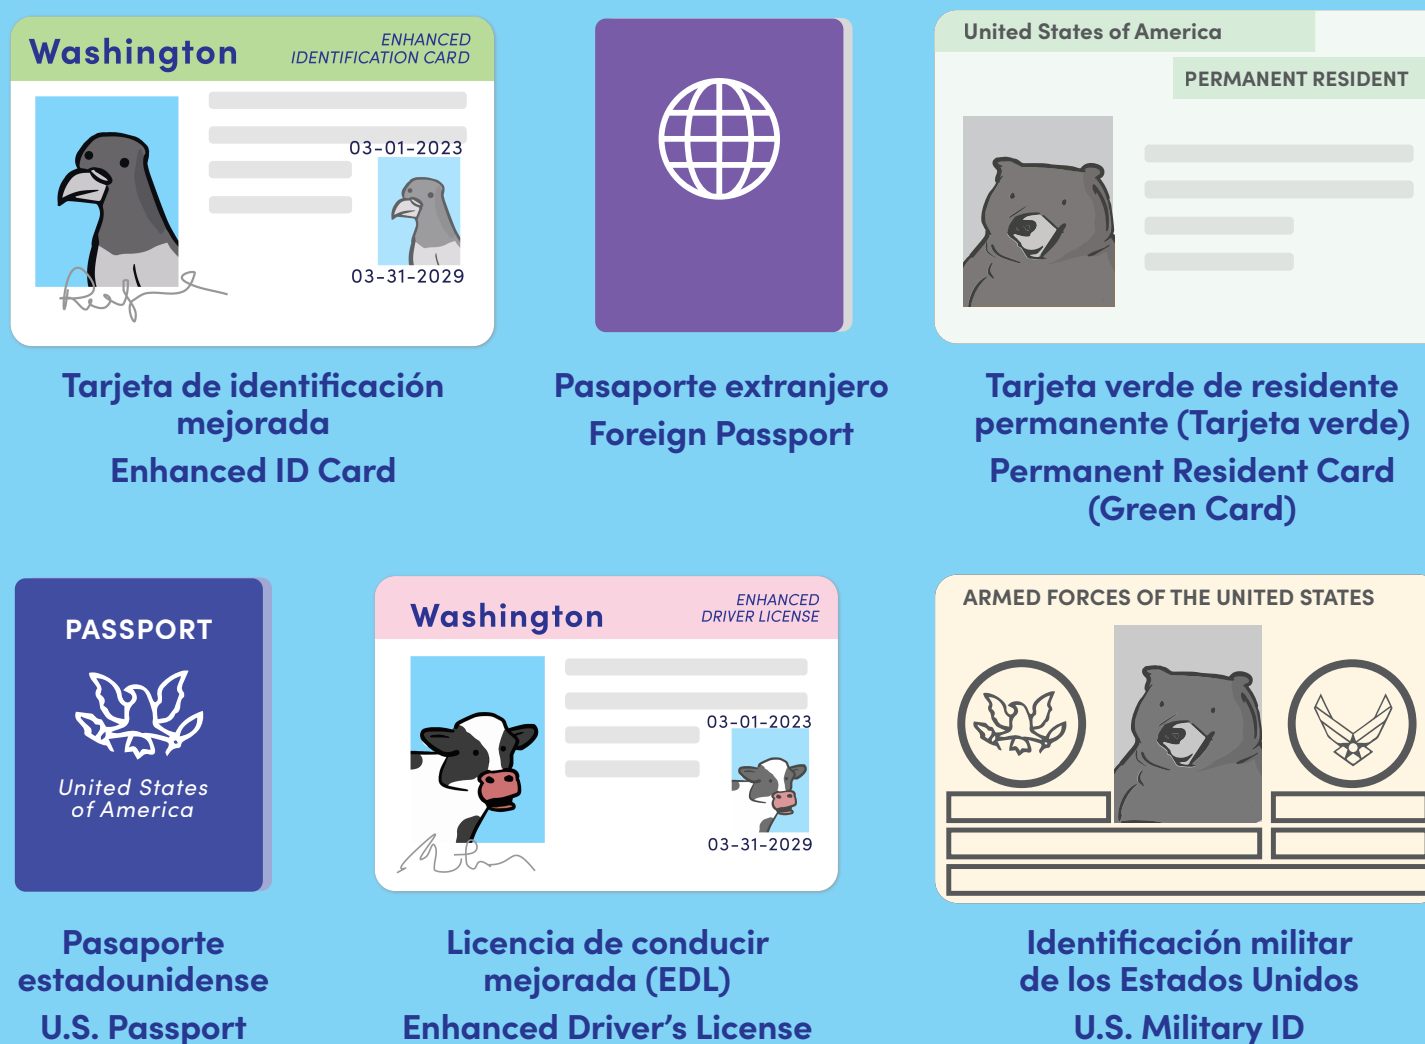 Washington
ENHANCED
IDENTIFICATION CARD
03-01-2023
03-31-2029
Tarjeta de identificación
mejorada
Enhanced ID Card
Pasaporte extranjero
Foreign Passport
United States of America
PERMANENT RESIDENT
Tarjeta verde de residente
permanente (Tarjeta verde)
Permanent Resident Card
(Green Card)
PASSPORT
United States
of America
Pasaporte
estadounidense
U.S. Passport
Washington
ENHANCED
DRIVER LICENSE
03-01-2023
03-31-2029
Licencia de conducir
mejorada (EDL)
Enhanced Driver's License
ARMED FORCES OF THE UNITED STATES
Identificación militar
de los Estados Unidos
U.S. Military ID